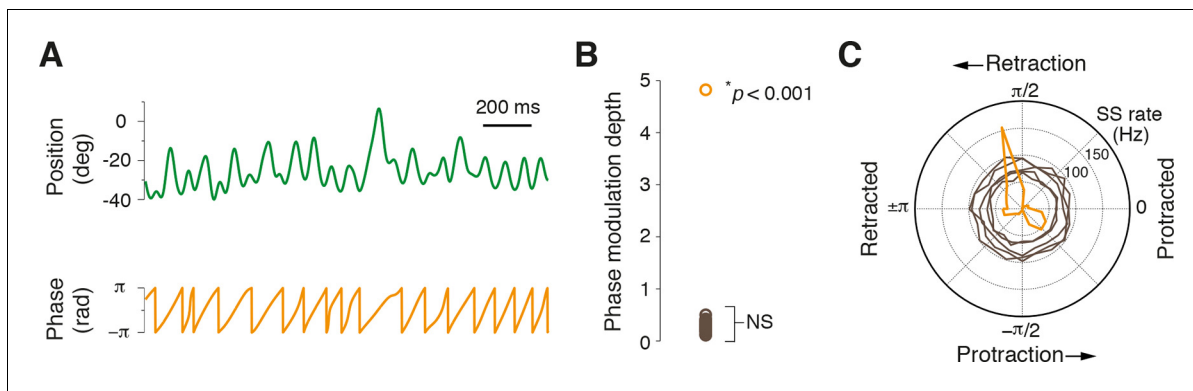 A
200 ms
0
-20
-40
Position
(deg)
π
−π
Phase
(rad)
B
5
4
3
2
1
0
Phase modulation depth
*p < 0.001
NS
C
Retraction
π/2
SS rate
(Hz)
150
100
Retracted
±π
0
Protracted
−π/2
Protraction